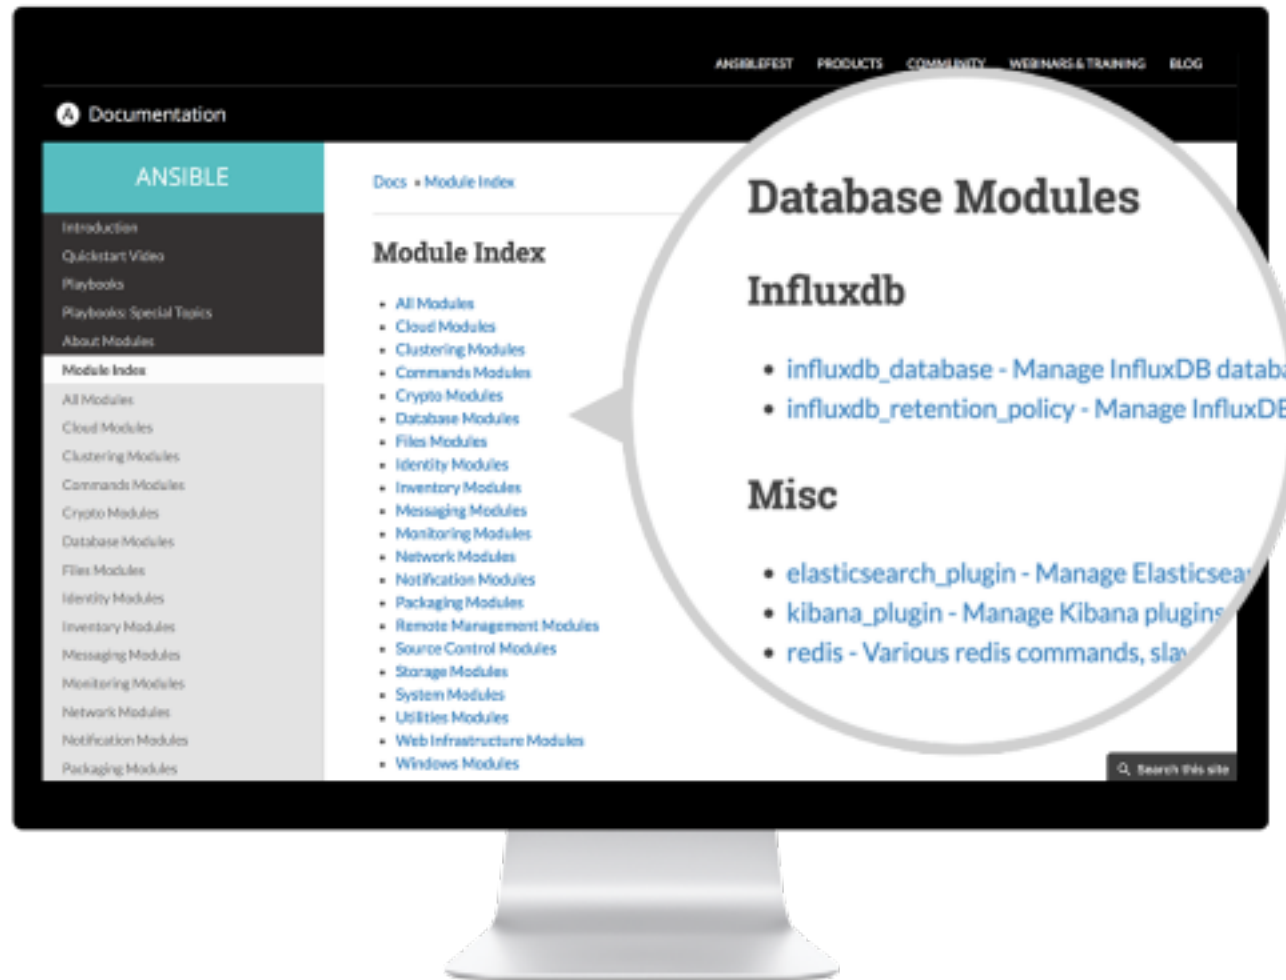 ANSIBLEFEST PRODUCTS COMMUNITY WEBINARS & TRAINING BLOG
A Documentation
ANSIBLE
Introduction
Quickstart Video
Playbooks
Playbooks: Special Topics
About Modules
Module Index
All Modules
Cloud Modules
Clustering Modules
Commands Modules
Crypto Modules
Database Modules
Files Modules
Identity Modules
Inventory Modules
Messaging Modules
Monitoring Modules
Network Modules
Notification Modules
Packaging Modules
Docs » Module Index
Module Index
• All Modules
• Cloud Modules
• Clustering Modules
• Commands Modules
• Crypto Modules
• Database Modules
• Files Modules
• Identity Modules
• Inventory Modules
• Messaging Modules
• Monitoring Modules
• Network Modules
• Notification Modules
• Packaging Modules
• Remote Management Modules
• Source Control Modules
• Storage Modules
• System Modules
• Utilities Modules
• Web Infrastructure Modules
• Windows Modules
Database Modules
Influxdb
• influxdb_database - Manage InfluxDB databa
• influxdb_retention_policy - Manage InfluxDB
Misc
• elasticsearch_plugin - Manage Elasticsear
• kibana_plugin - Manage Kibana plugins
• redis - Various redis commands, slav
Search this site